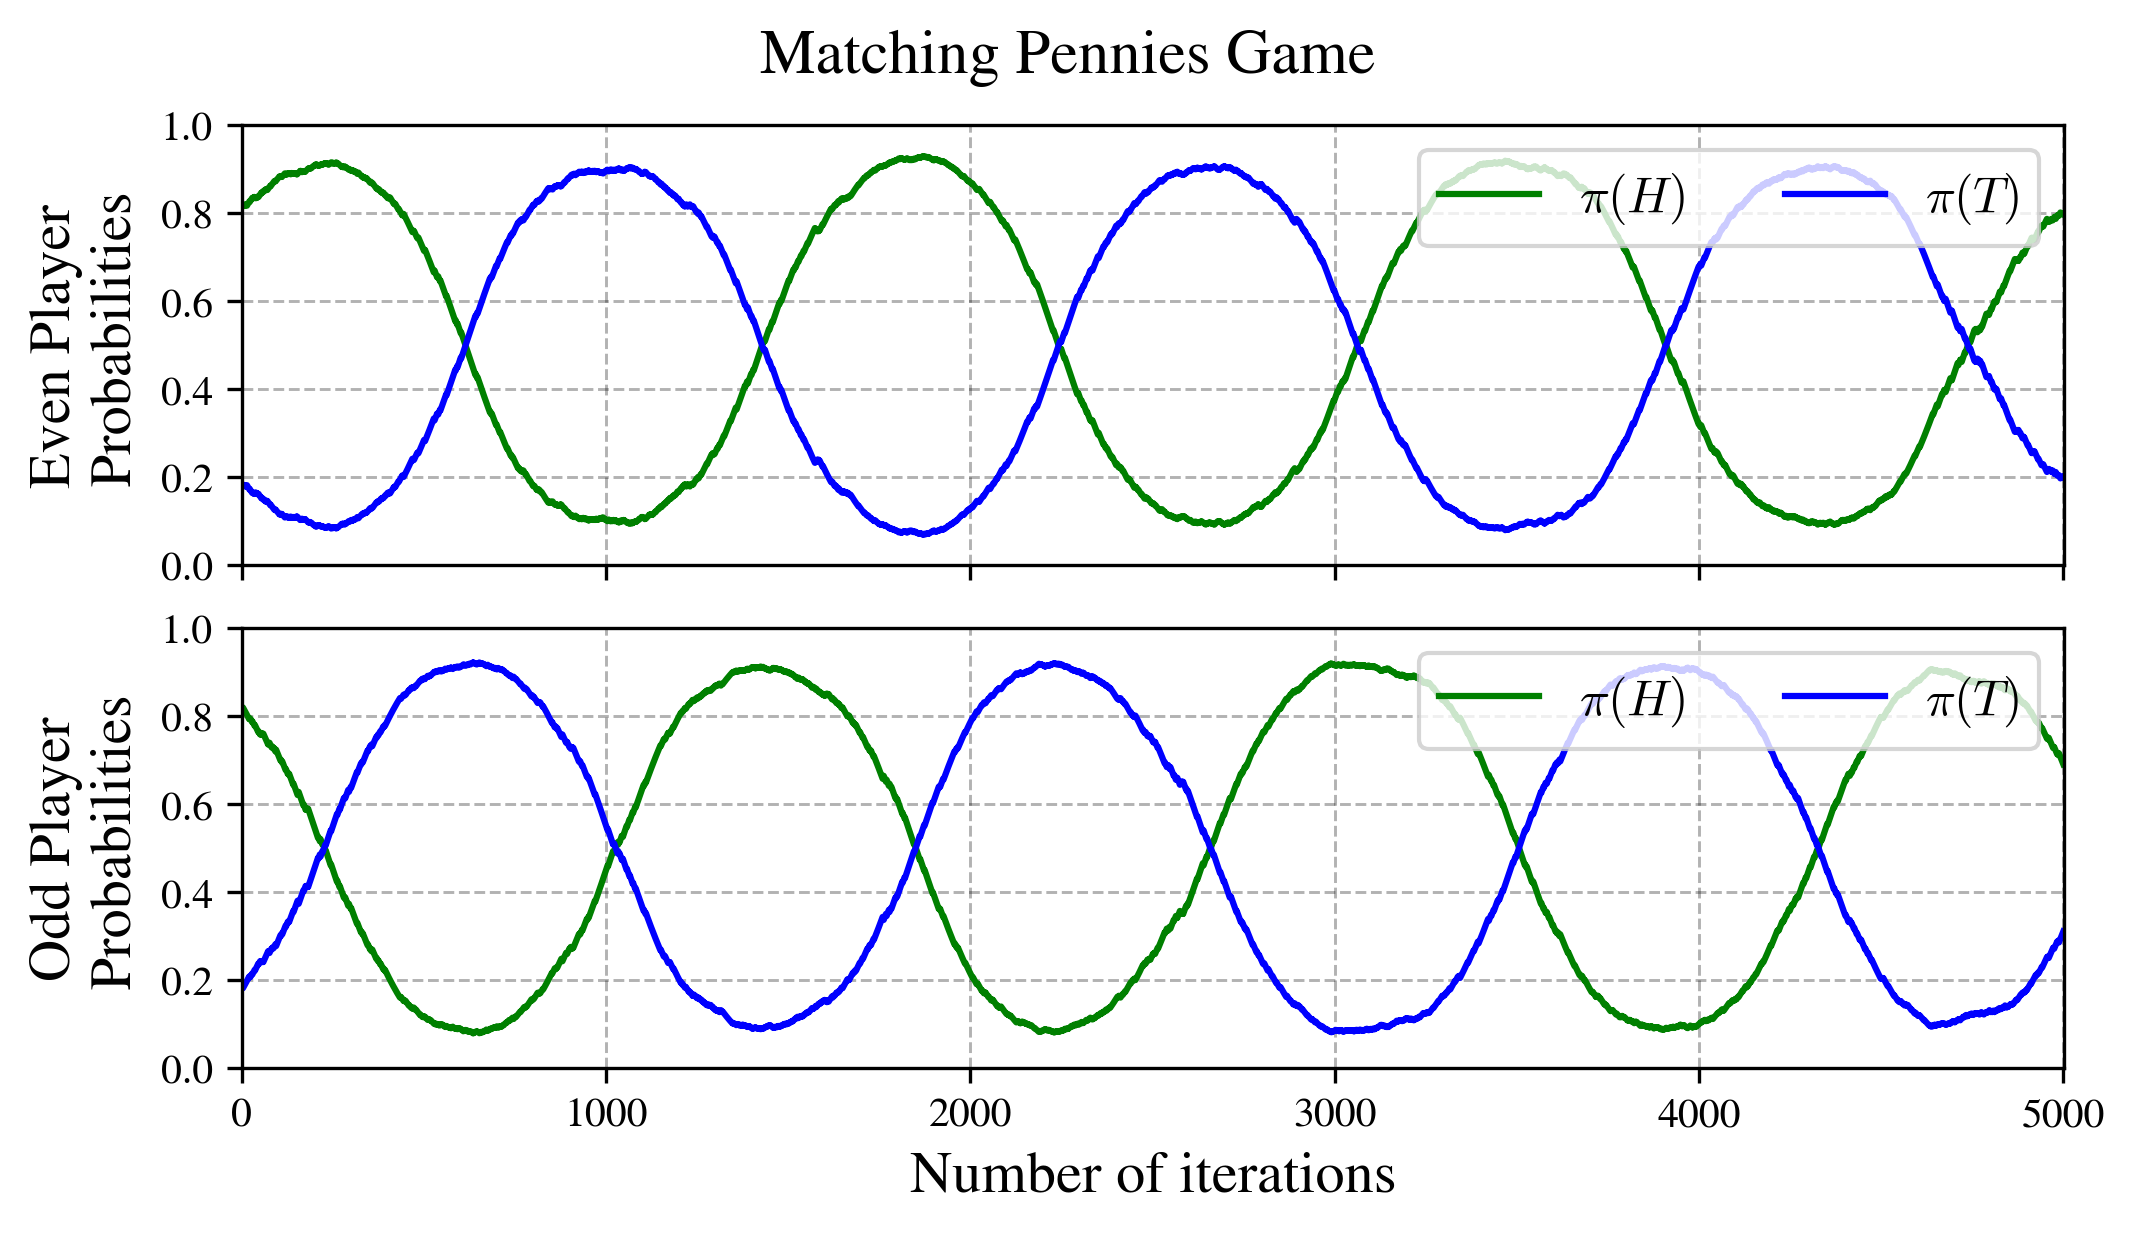 Matching Pennies Game
Even Player
Probabilities
1.0
0.8
0.6
0.4
0.2
0.0
π(H) π(T)
Odd Player
Probabilities
1.0
0.8
0.6
0.4
0.2
0.0
π(H) π(T)
0 1000 2000 3000 4000 5000
Number of iterations